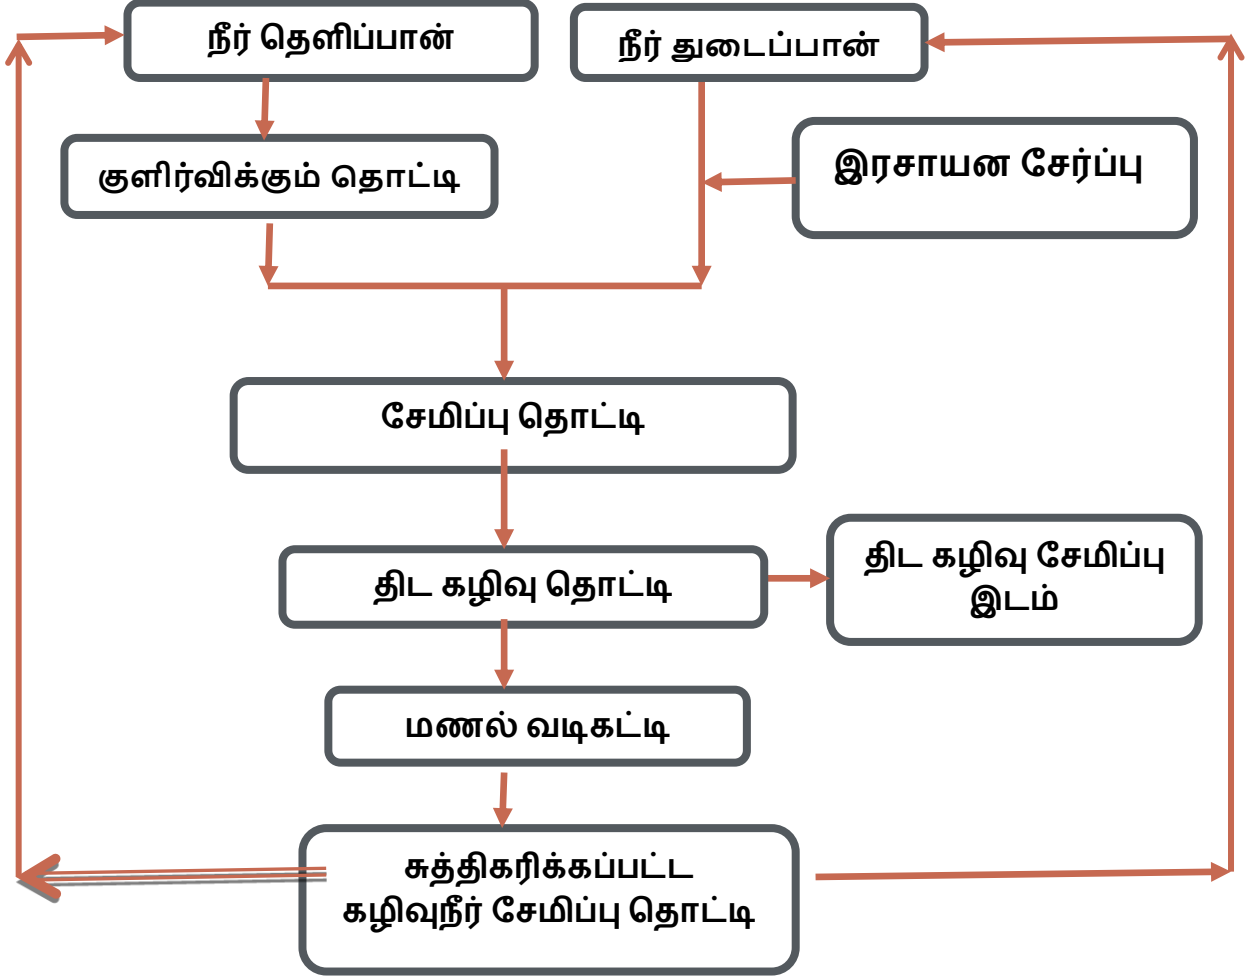 நீர் தெளிப்பான்
நீர் துடைப்பான்
குளிர்விக்கும் தொட்டி
இரசாயன சேர்ப்பு
சேமிப்பு தொட்டி
திட கழிவு தொட்டி
திட கழிவு சேமிப்பு
இடம்
மணல் வடிகட்டி
சுத்திகரிக்கப்பட்ட
கழிவுநீர் சேமிப்பு தொட்டி